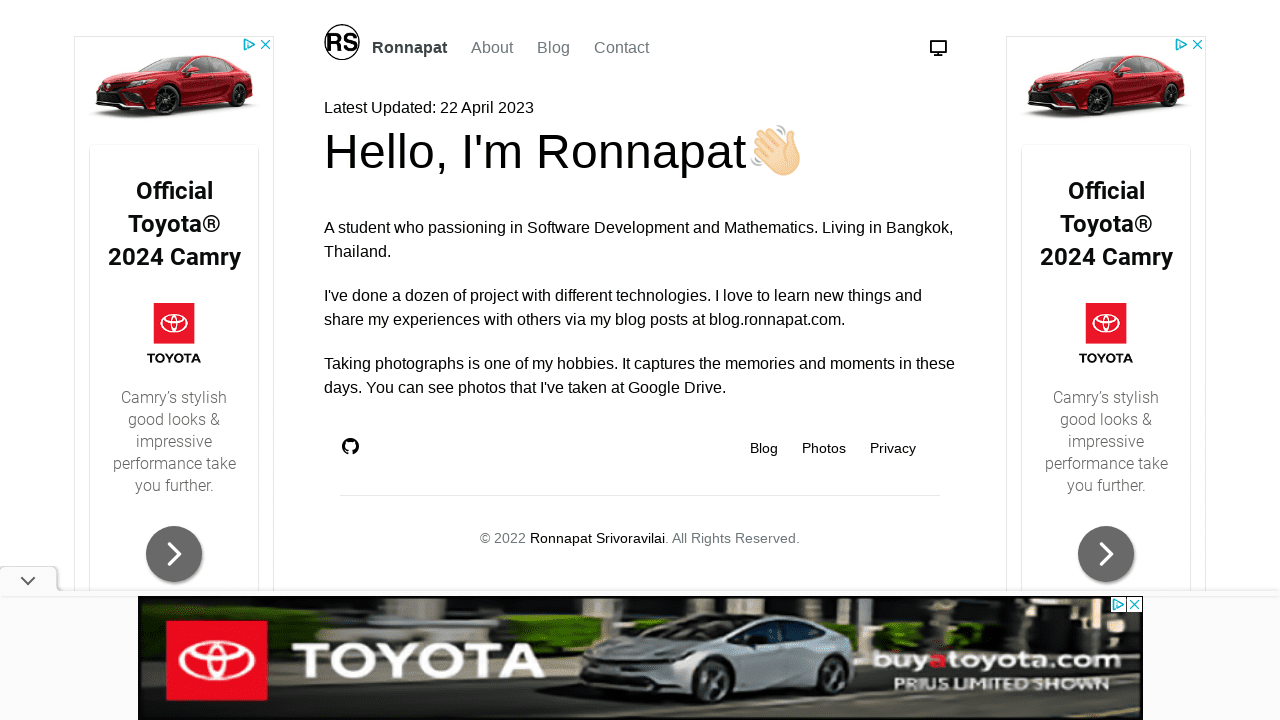 RS
Ronnapat
About
Blog
Contact
Latest Updated: 22 April 2023
Hello, I'm Ronnapat
A student who passioning in Software Development and Mathematics. Living in Bangkok,
Thailand.
I've done a dozen of project with different technologies. I love to learn new things and
share my experiences with others via my blog posts at blog.ronnapat.com.
Taking photographs is one of my hobbies. It captures the memories and moments in these
days. You can see photos that I've taken at Google Drive.
Blog
Photos
Privacy
© 2022 Ronnapat Srivoravilai. All Rights Reserved.
Official
Toyota®
2024 Camry
TOYOTA
Camry's stylish
good looks &
impressive
performance take
you further.
Official
Toyota®
2024 Camry
TOYOTA
Camry's stylish
good looks &
impressive
performance take
you further.
TOYOTA
buyatoyota.com
PRIUS LIMITED SHOWN